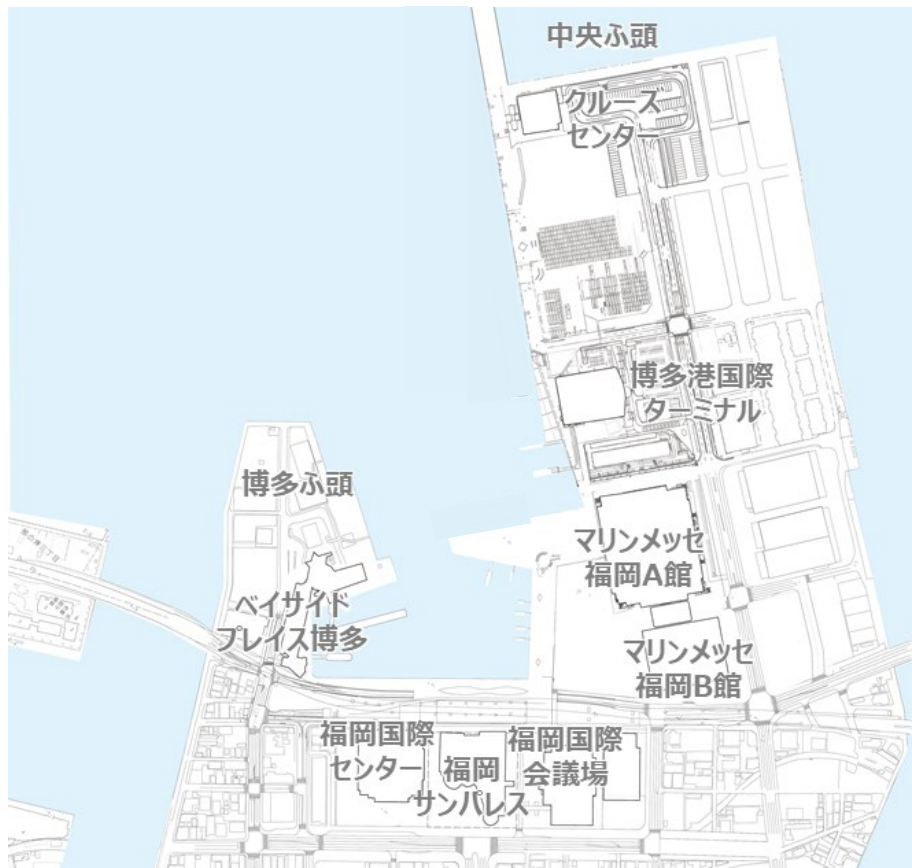 中央ふ頭
クルーズ
センター
博多港国際
ターミナル
博多ふ頭
マリンメッセ
福岡A館
ベイサイド
プレイス博多
マリンメッセ
福岡B館
福岡国際
センター
福岡
サンパレス
福岡国際
会議場